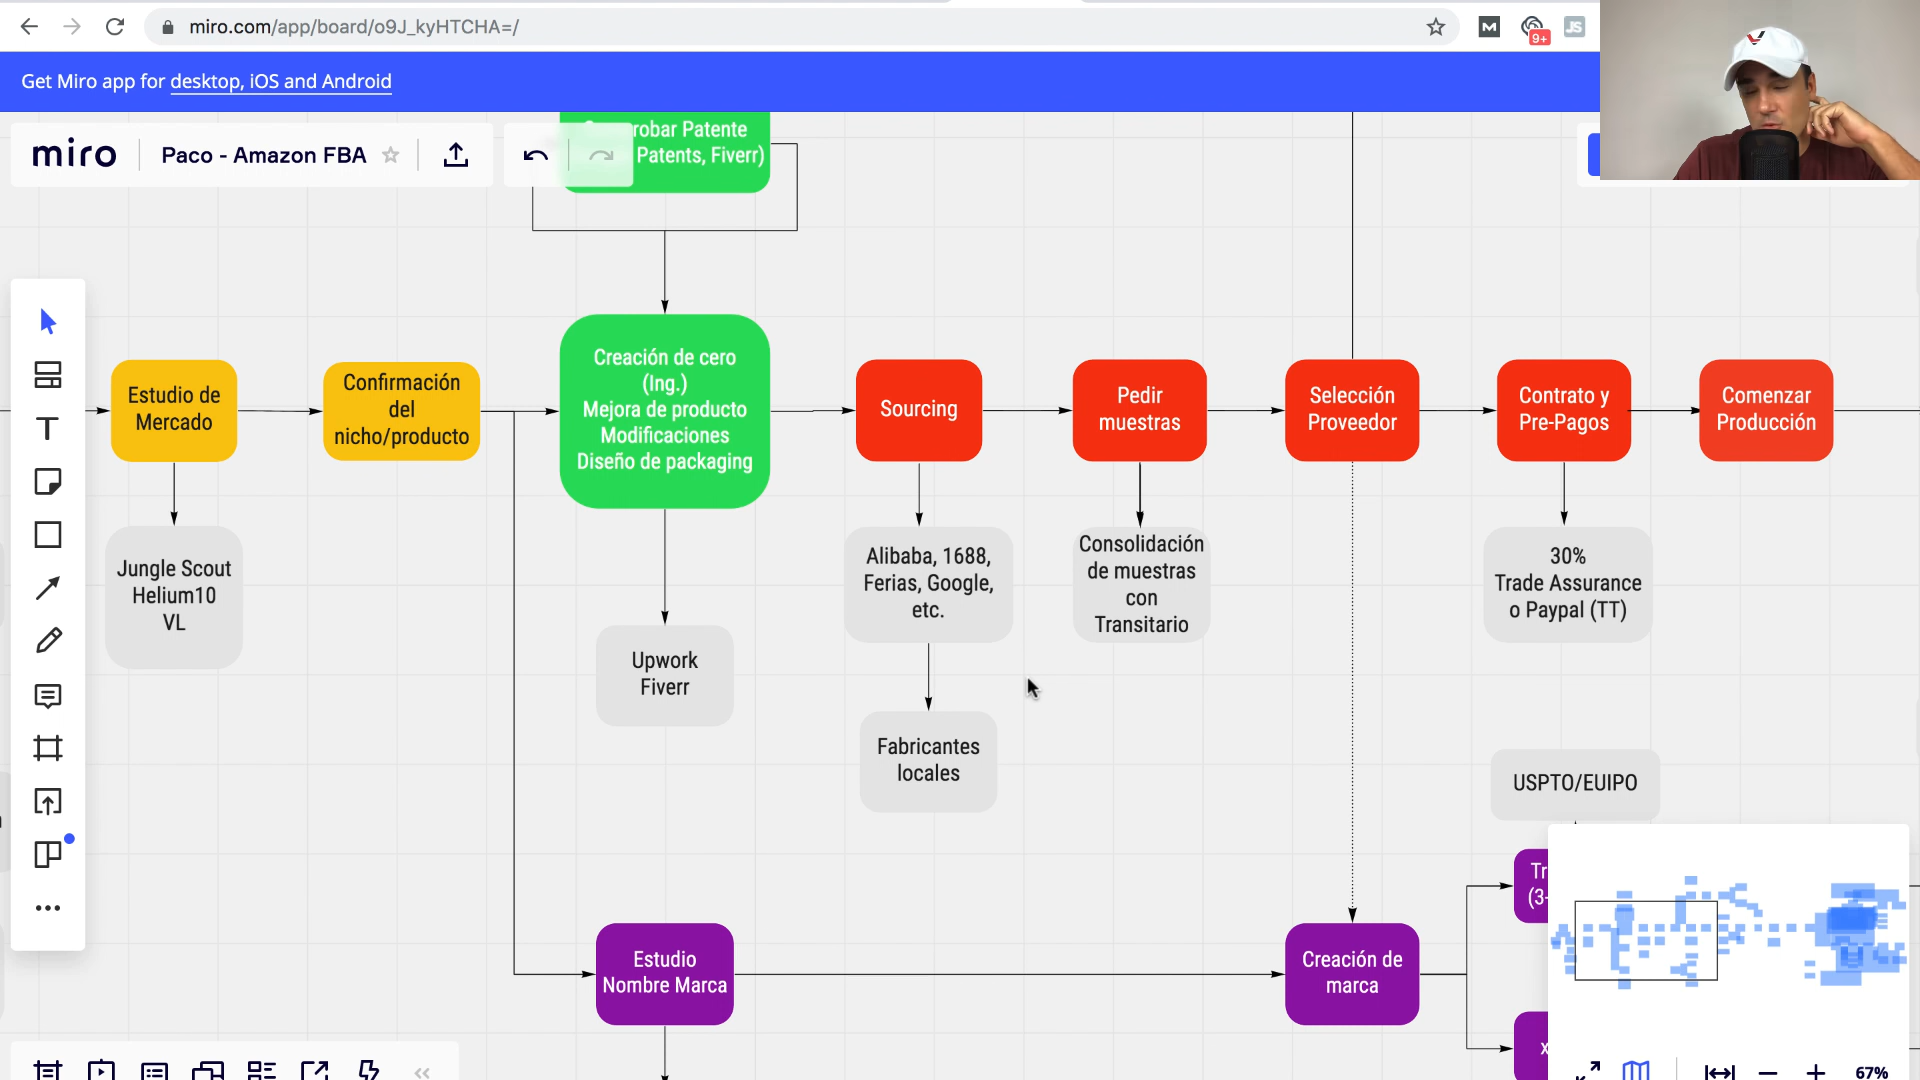 miro.com/app/board/o9J_kyHTCHA=/
M
9+
JS
Get Miro app for desktop, iOS and Android
miro
Paco - Amazon FBA
robar Patente
Patents, Fiverr)
Estudio de
Mercado
Confirmación
del
nicho/producto
Creación de cero
(Ing.)
Mejora de producto
Modificaciones
Diseño de packaging
Sourcing
Pedir
muestras
Selección
Proveedor
Contrato y
Pre-Pagos
Comenzar
Producción
Jungle Scout
Helium10
VL
Upwork
Fiverr
Alibaba, 1688,
Ferias, Google,
etc.
Consolidación
de muestras
con
Transitario
30%
Trade Assurance
o Paypal (TT)
Fabricantes
locales
USPTO/EUIPO
Tr
(3-
Estudio
Nombre Marca
Creación de
marca
x
67%